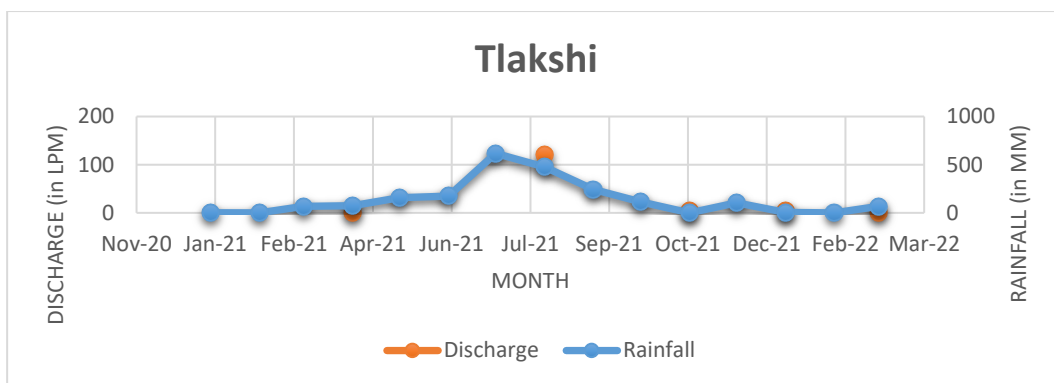 Tlakshi
DISCHARGE (in LPM)
200
100
0
1000
500
0
RAINFALL (in MM)
Nov-20 Jan-21 Feb-21 Apr-21 Jun-21 Jul-21 Sep-21 Oct-21 Dec-21 Feb-22 Mar-22
MONTH
Discharge Rainfall